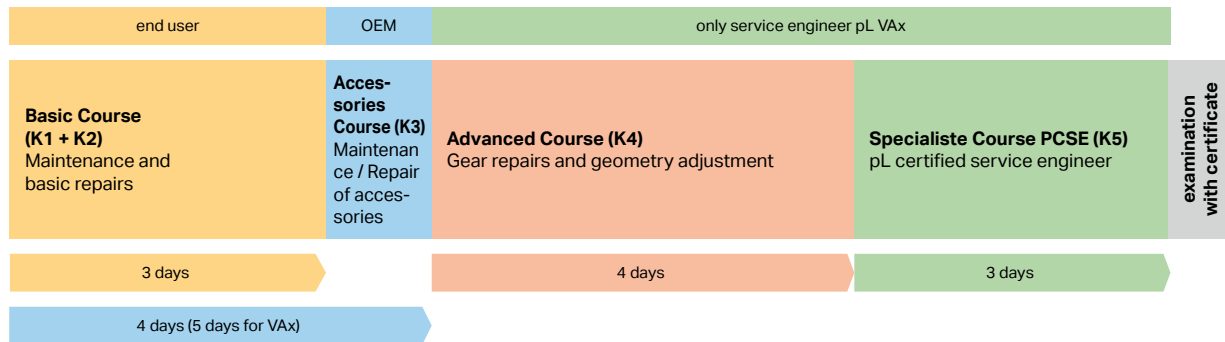 end user
OEM
only service engineer pL VAx
Basic Course
(K1 + K2)
Maintenance and
basic repairs
Acces-
sories
Course (K3)
Maintenan
ce / Repair
of acces-
sories
Advanced Course (K4)
Gear repairs and geometry adjustment
Specialiste Course PCSE (K5)
pL certified service engineer
examination
with certificate
3 days
4 days
3 days
4 days (5 days for VAx)